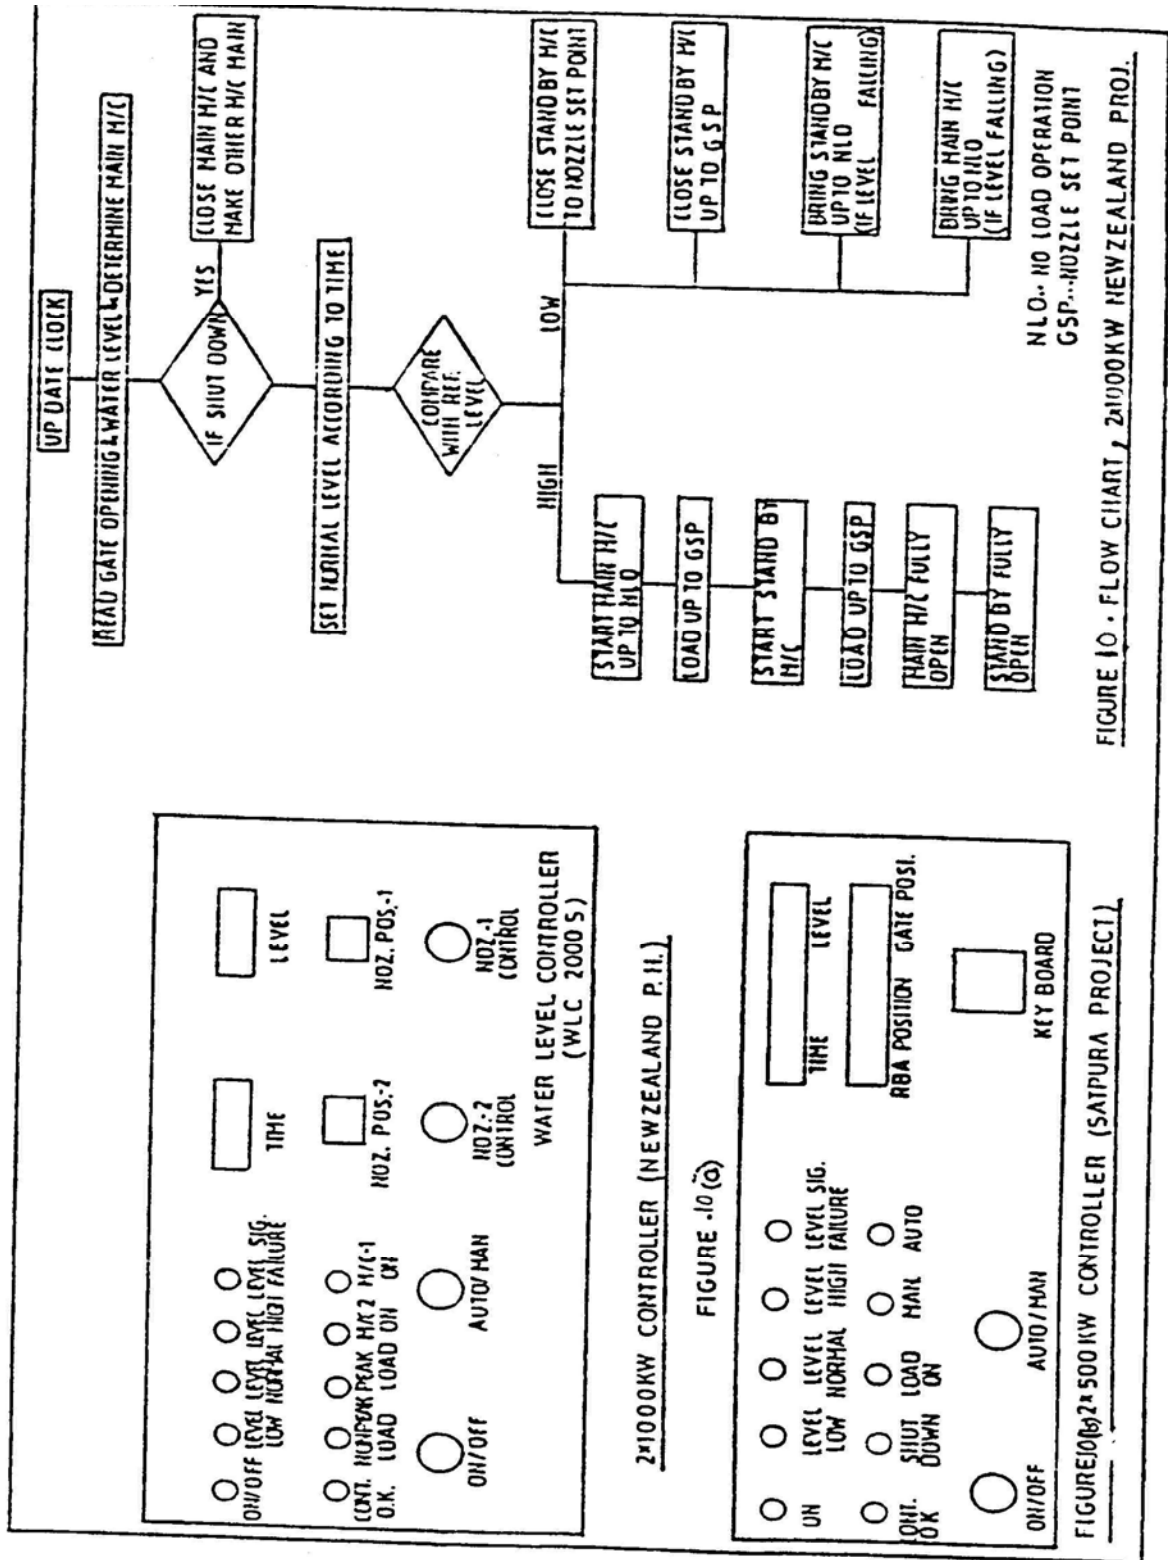 UP DATE CLOCK
READ GATE OPENING & WATER LEVEL & DETERMINE MAIN M/C
IF SHUT DOWN
YES
CLOSE MAIN M/C AND
MAKE OTHER M/C MAIN
SET NORMAL LEVEL ACCORDING TO TIME
COMPARE
WITH REF.
LEVEL
HIGH
LOW
START MAIN M/C
UP TO NLO
LOAD UP TO GSP
START STAND BY
M/C
LOAD UP TO GSP
MAIN M/C FULLY
OPEN
STAND BY FULLY
OPEN
CLOSE STAND BY M/C
TO NOZZLE SET POINT
CLOSE STAND BY M/C
UP TO GSP
BRING STANDBY M/C
UP TO NLO
(IF LEVEL FALLING)
BRING MAIN M/C
UP TO NLO
(IF LEVEL FALLING)
NLO.. NO LOAD OPERATION
GSP...NOZZLE SET POINT
FIGURE 10 . FLOW CHART, 2x1000KW NEWZEALAND PROJ.
ON/OFF
LEVEL
LOW
LEVEL
NORMAL
LEVEL
HIGH
LEVEL SIG.
FAILURE
TIME
LEVEL
CONT.
O.K.
NONPEAK
LOAD
PEAK
LOAD
M/C 2
ON
M/C-1
ON
NOZ. POS.-2
NOZ. POS.-1
ON/OFF
AUTO/MAN
NOZ.-2
CONTROL
NOZ.-1
CONTROL
WATER LEVEL CONTROLLER
(WLC 2000 S)
2x1000KW CONTROLLER (NEWZEALAND P.H.)
FIGURE .10 (a)
ON
LEVEL
LOW
LEVEL
NORMAL
LEVEL
HIGH
LEVEL SIG.
FAILURE
TIME
LEVEL
CONT.
OK
SHUT
DOWN
LOAD
ON
MAN.
AUTO
RBA POSITION
GATE POSI.
ON/OFF
AUTO/MAN
KEY BOARD
FIGURE 10(b) 2x500 KW CONTROLLER (SATPURA PROJECT)